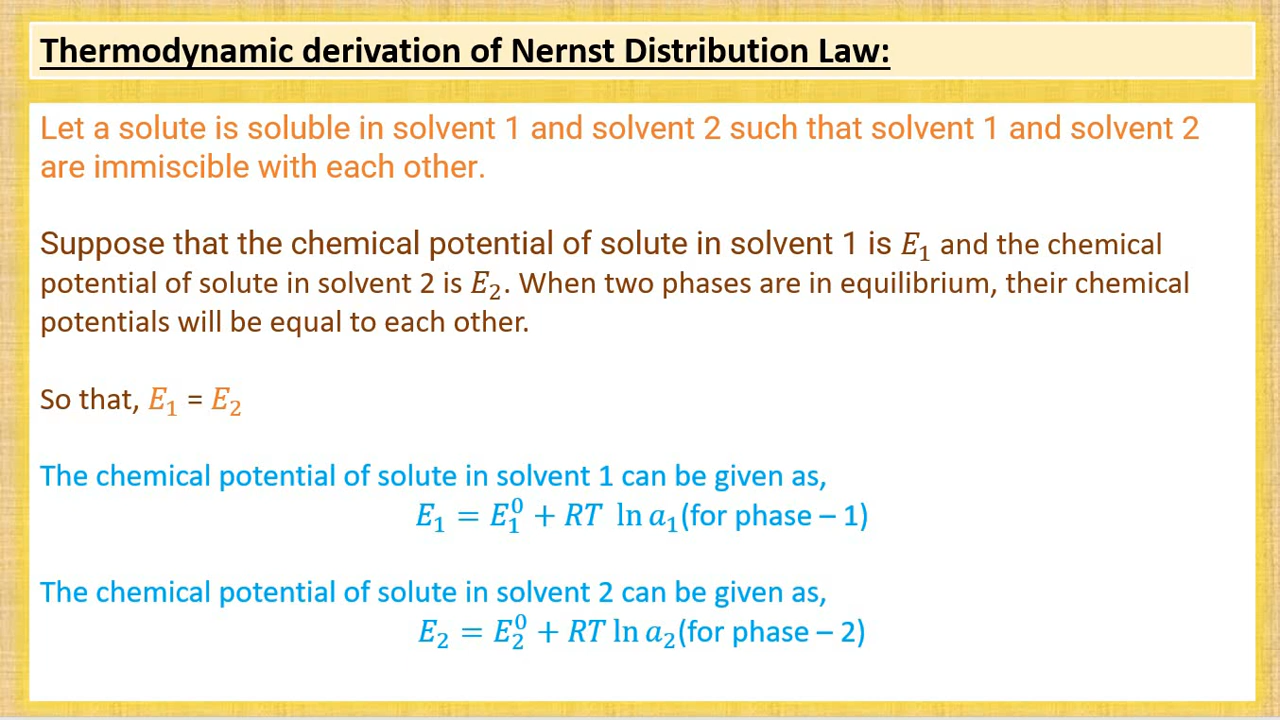 Thermodynamic derivation of Nernst Distribution Law:
Let a solute is soluble in solvent 1 and solvent 2 such that solvent 1 and solvent 2
are immiscible with each other.
Suppose that the chemical potential of solute in solvent 1 is E₁ and the chemical
potential of solute in solvent 2 is E₂. When two phases are in equilibrium, their chemical
potentials will be equal to each other.
So that, E₁ = E₂
The chemical potential of solute in solvent 1 can be given as,
E₁ = E₁⁰ + RT ln a₁(for phase – 1)
The chemical potential of solute in solvent 2 can be given as,
E₂ = E₂⁰ + RT ln a₂(for phase – 2)